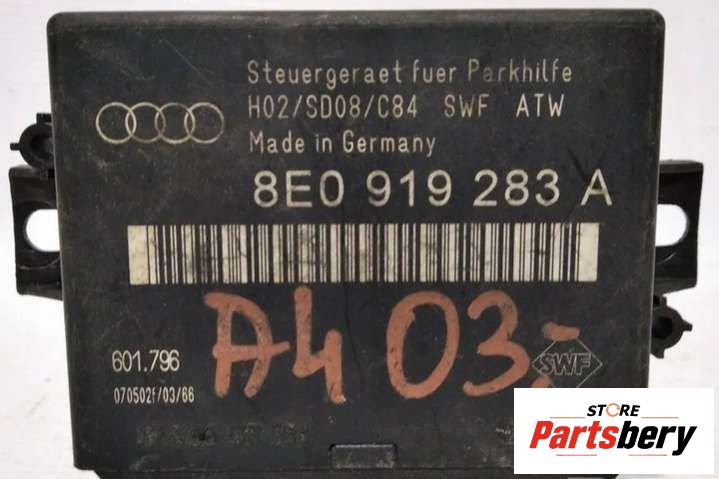 Steuergeraet fuer Parkhilfe
H02/SD08/C84 SWF ATW
Made in Germany
8E0 919 283 A
A4 03-
601.796
070502f/03/66
SWF
STORE
Partsbery